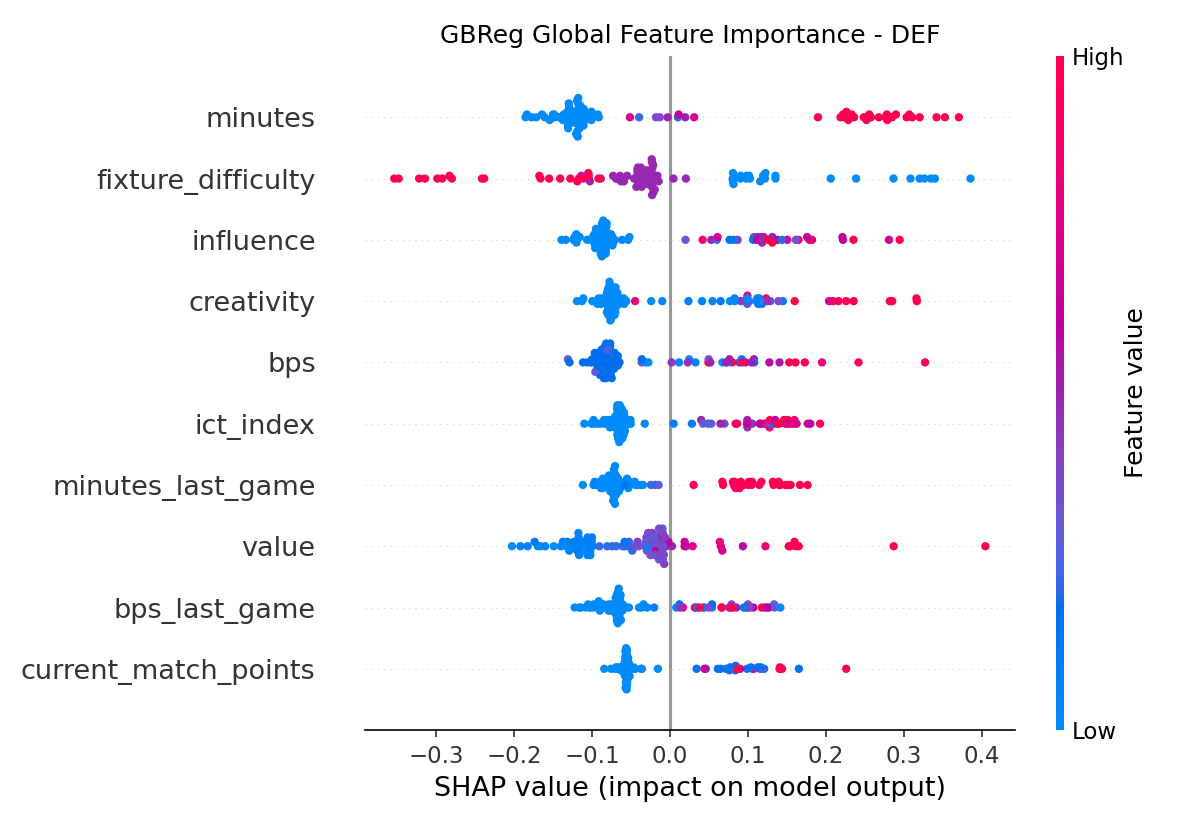 GBReg Global Feature Importance - DEF
High
minutes
fixture_difficulty
influence
creativity
bps
ict_index
minutes_last_game
value
bps_last_game
current_match_points
Feature value
Low
−0.3 −0.2 −0.1 0.0 0.1 0.2 0.3 0.4
SHAP value (impact on model output)